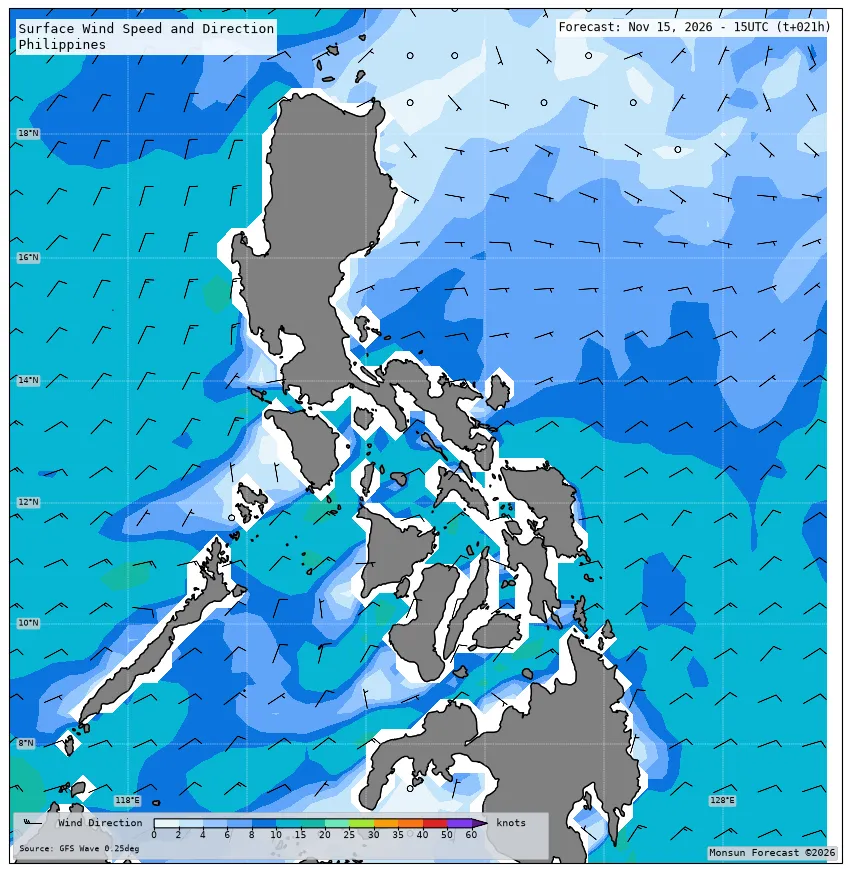 Surface Wind Speed and Direction
Philippines
Forecast: Nov 15, 2026 - 15UTC (t+021h)
18°N
16°N
14°N
12°N
10°N
8°N
118°E
128°E
Wind Direction
0 2 4 6 8 10 15 20 25 30 35 40 50 60
knots
Source: GFS Wave 0.25deg
Monsun Forecast ©2026